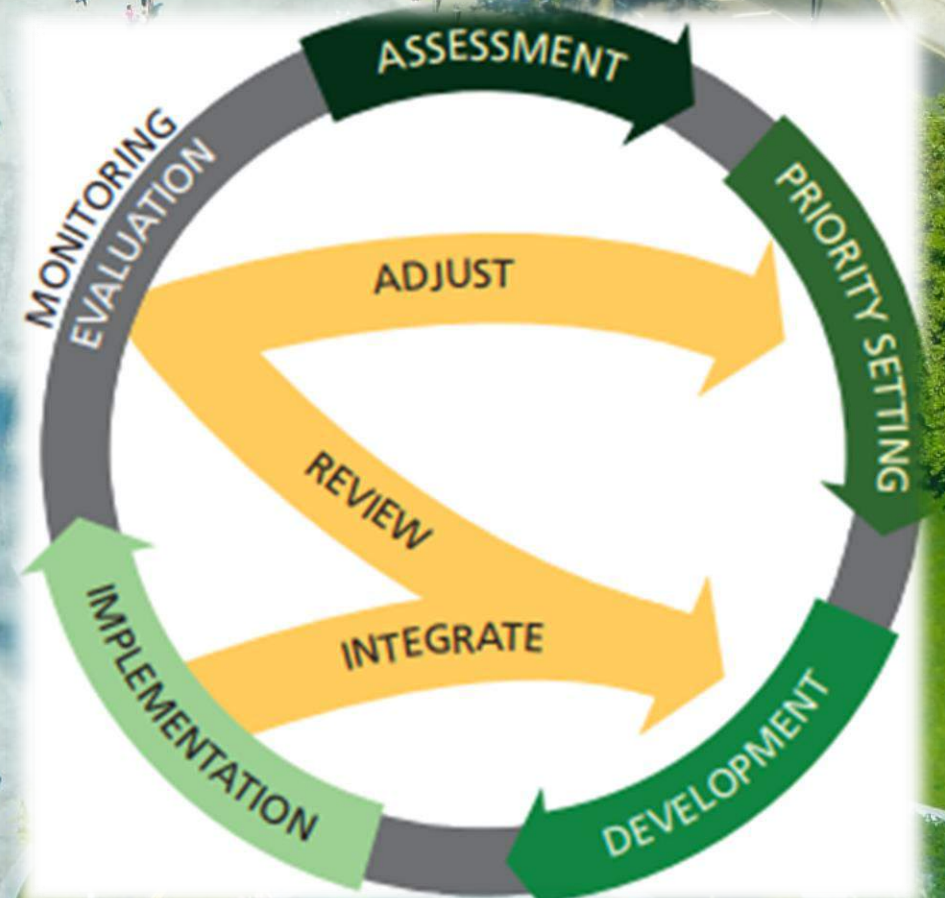 ASSESSMENT
PRIORITY SETTING
DEVELOPMENT
IMPLEMENTATION
MONITORING
EVALUATION
ADJUST
REVIEW
INTEGRATE